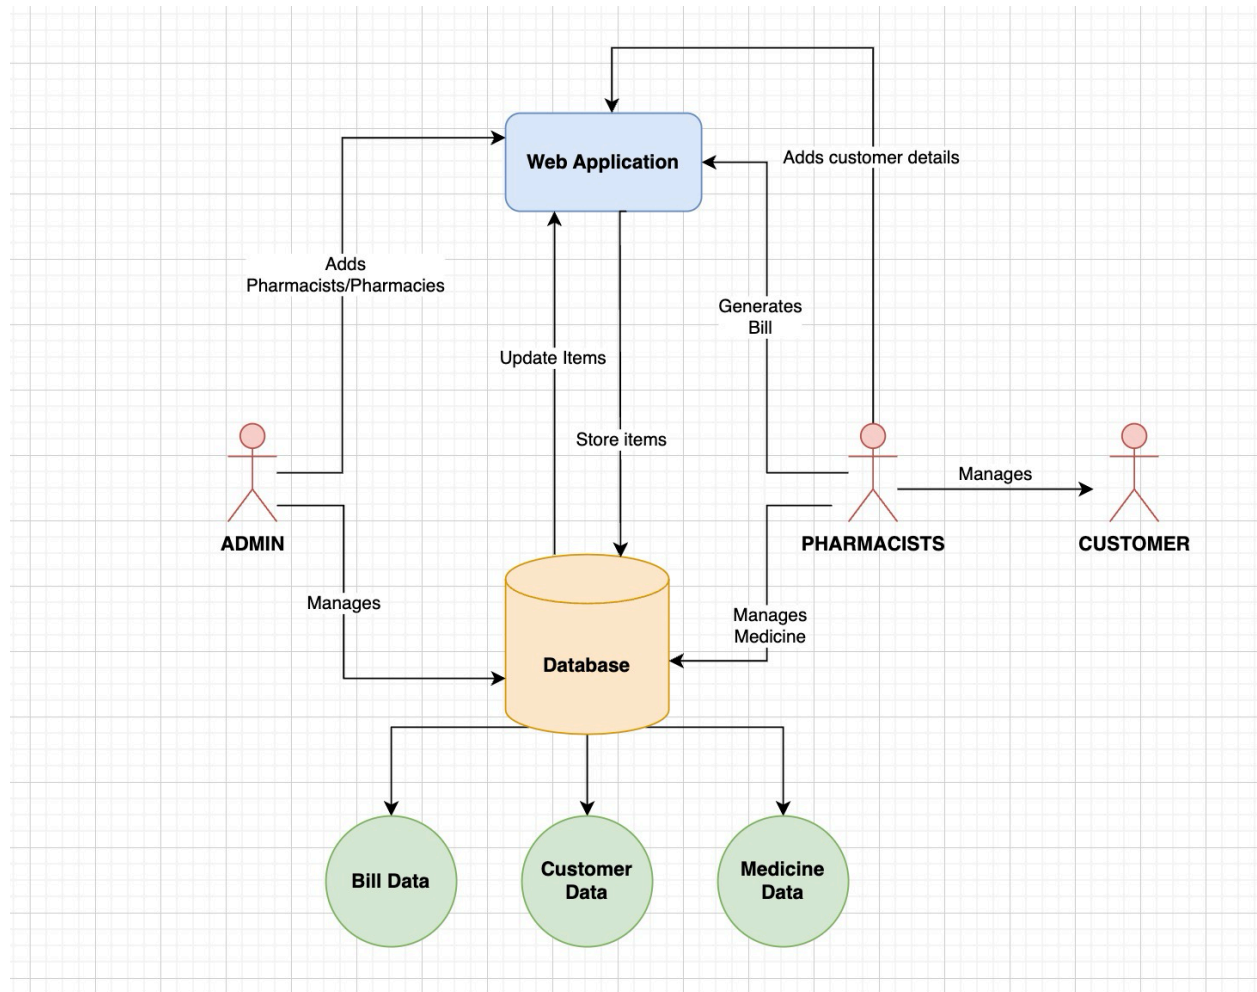 Web Application
Adds customer details
Adds
Pharmacists/Pharmacies
Generates
Bill
Update Items
Store items
Manages
ADMIN
PHARMACISTS
CUSTOMER
Manages
Manages
Medicine
Database
Bill Data
Customer
Data
Medicine
Data